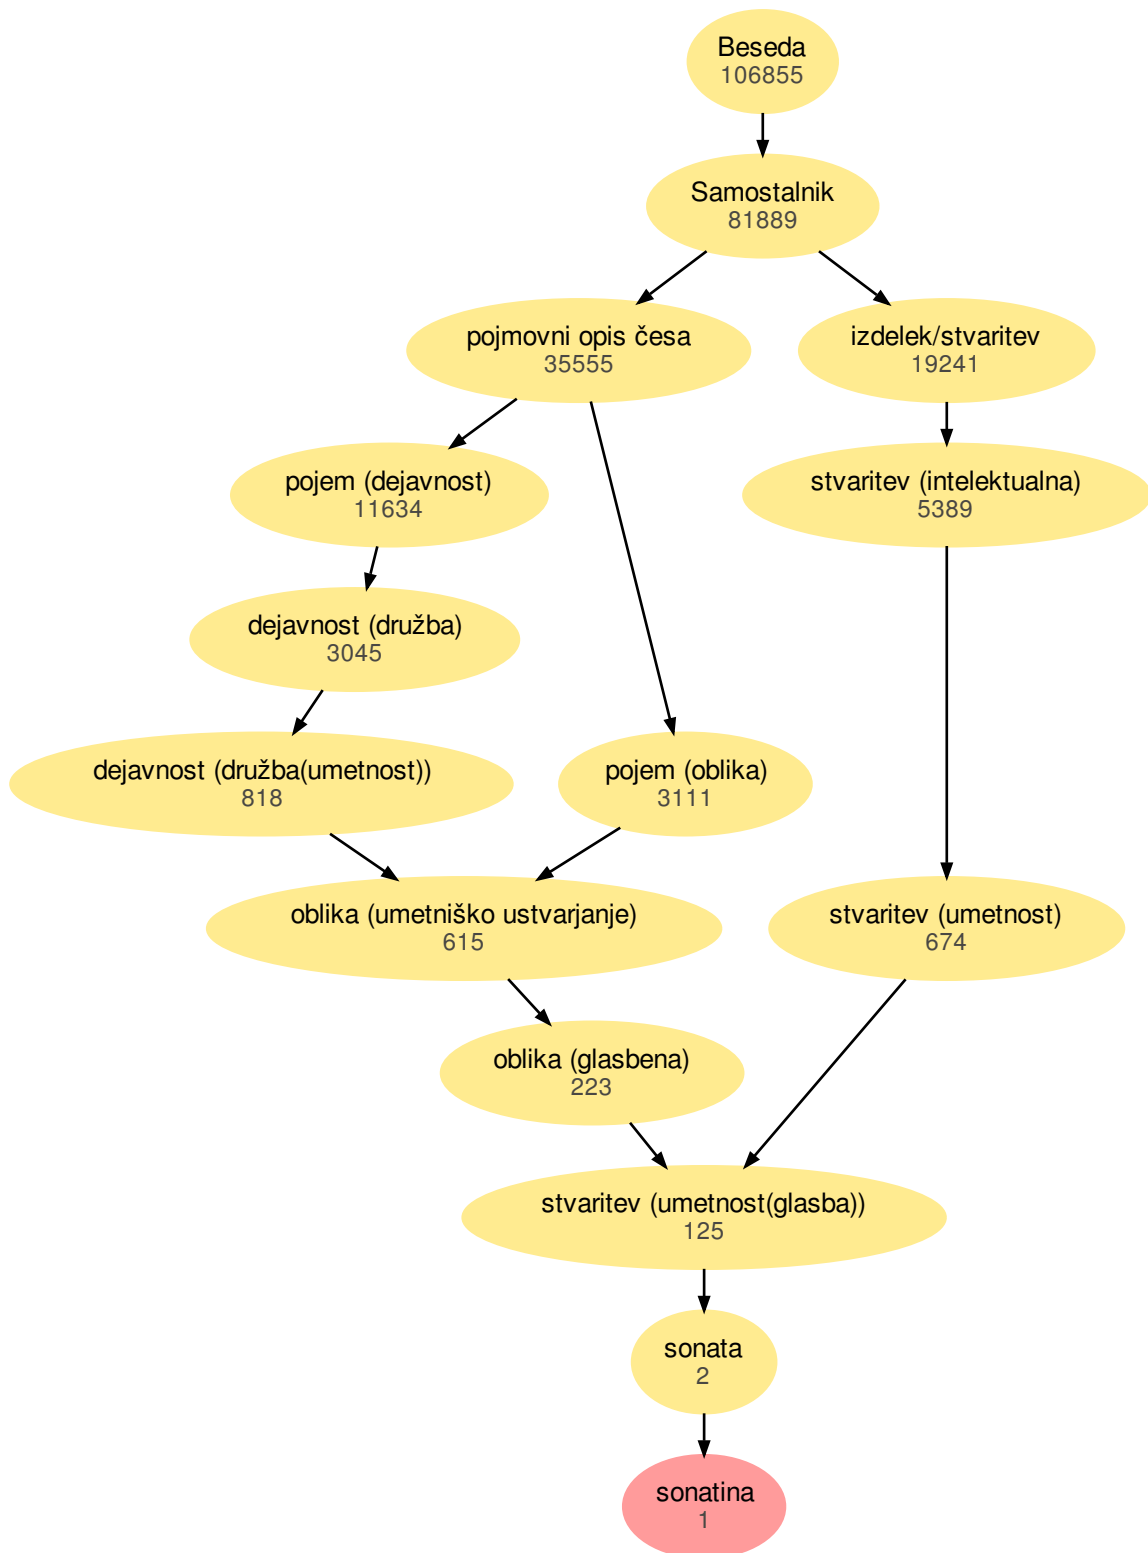 Beseda
106855
Samostalnik
81889
pojmovni opis česa
35555
izdelek/stvaritev
19241
pojem (dejavnost)
11634
stvaritev (intelektualna)
5389
dejavnost (družba)
3045
dejavnost (družba(umetnost))
818
pojem (oblika)
3111
oblika (umetniško ustvarjanje)
615
stvaritev (umetnost)
674
oblika (glasbena)
223
stvaritev (umetnost(glasba))
125
sonata
2
sonatina
1